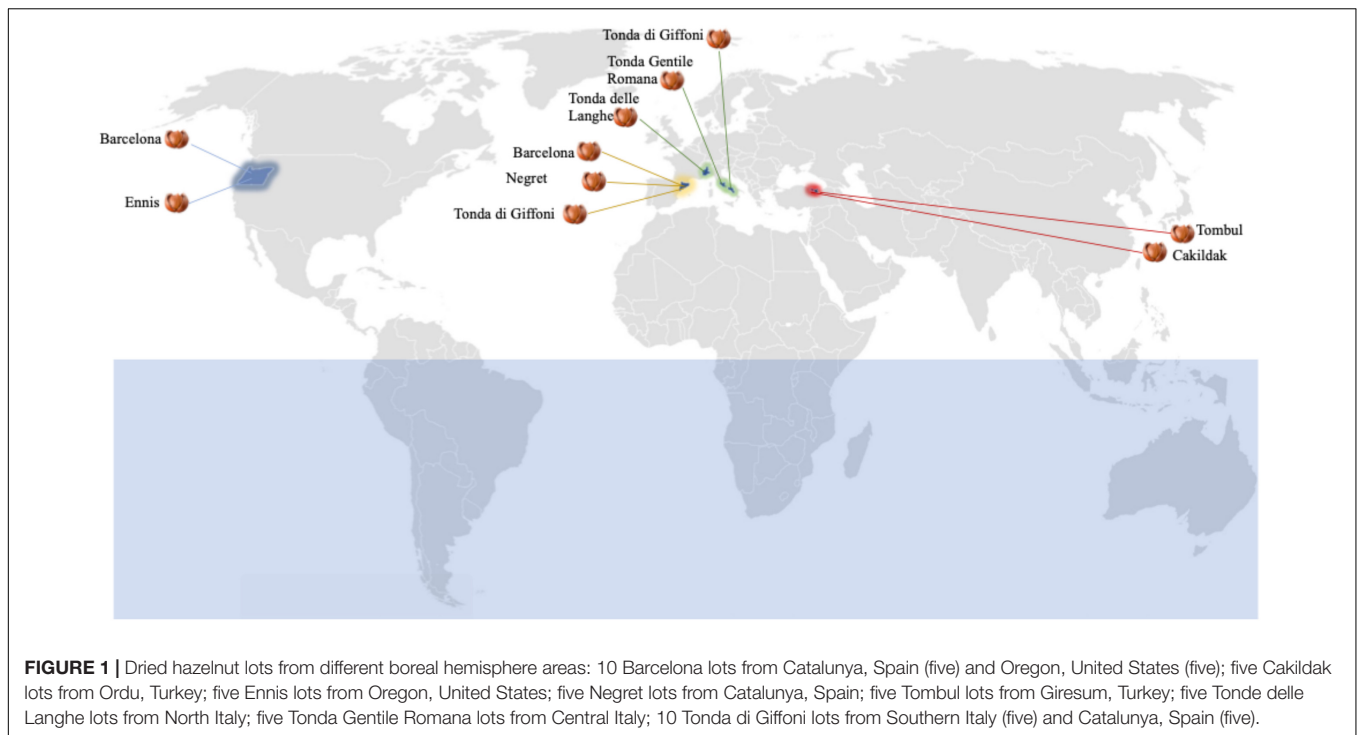 Tonda di Giffoni
Tonda Gentile
Romana
Tonda delle
Langhe
Barcelona
Barcelona
Negret
Ennis
Tonda di Giffoni
Tombul
Cakildak
FIGURE 1 | Dried hazelnut lots from different boreal hemisphere areas: 10 Barcelona lots from Catalunya, Spain (five) and Oregon, United States (five); five Cakildak
lots from Ordu, Turkey; five Ennis lots from Oregon, United States; five Negret lots from Catalunya, Spain; five Tombul lots from Giresum, Turkey; five Tonde delle
Langhe lots from North Italy; five Tonda Gentile Romana lots from Central Italy; 10 Tonda di Giffoni lots from Southern Italy (five) and Catalunya, Spain (five).